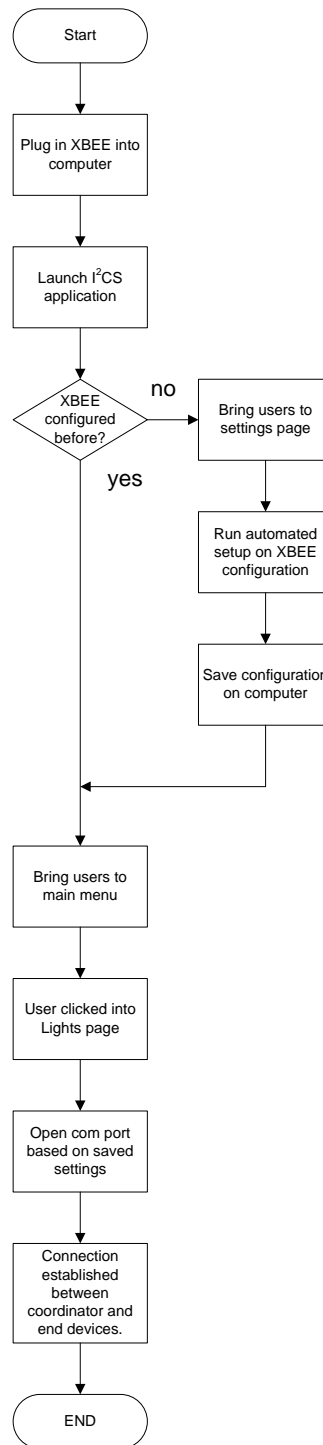 Start
Plug in XBEE into
computer
Launch I²CS
application
XBEE
configured
before?
no
yes
Bring users to
settings page
Run automated
setup on XBEE
configuration
Save configuration
on computer
Bring users to
main menu
User clicked into
Lights page
Open com port
based on saved
settings
Connection
established
between
coordinator and
end devices.
END